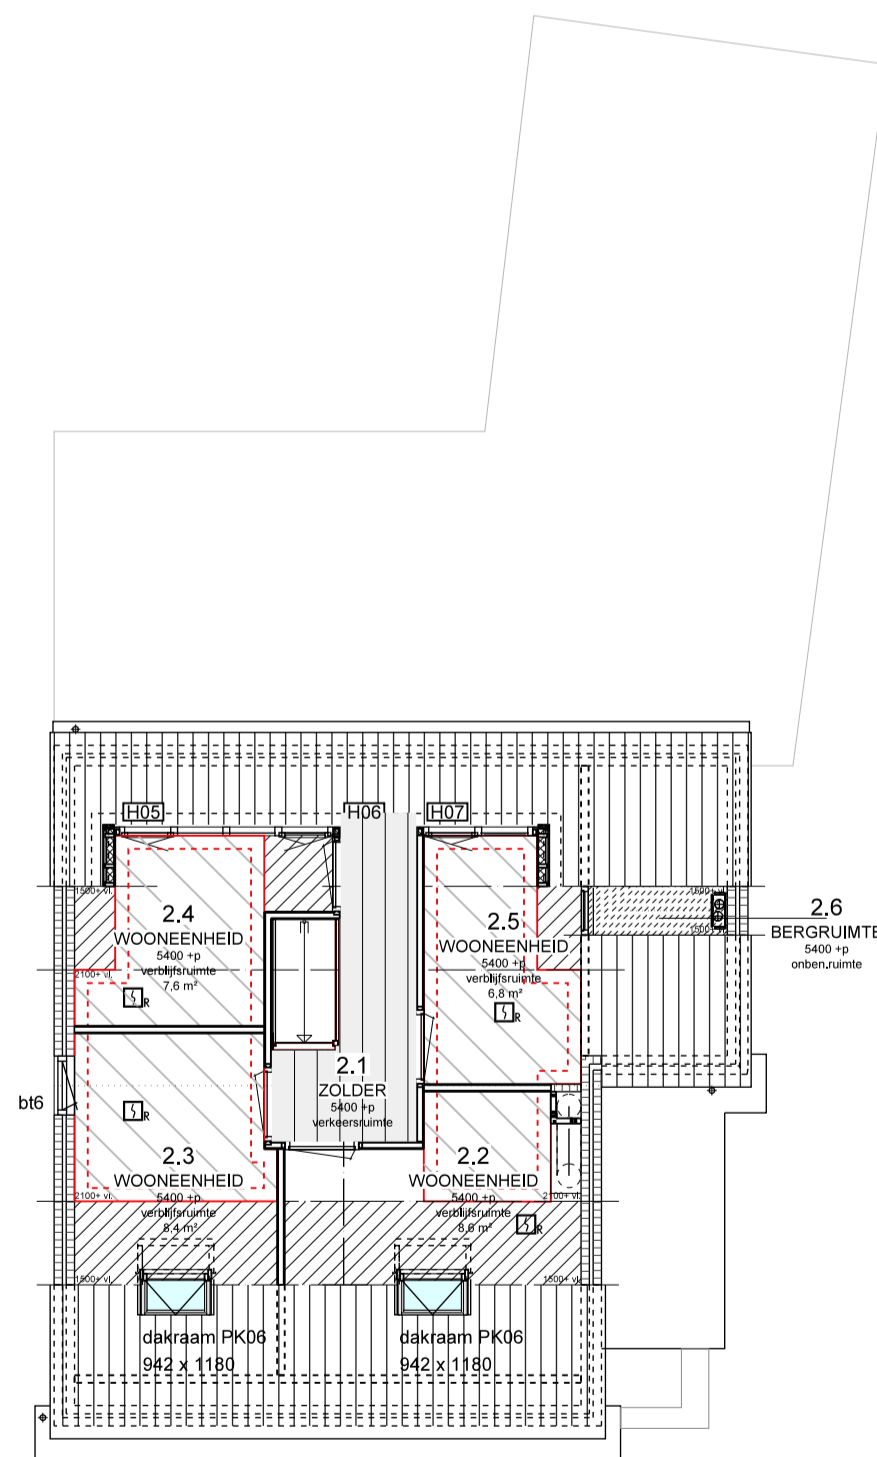 H05
H06
H07
1500+ vl.
1500+ vl.
2.4
WOONEENHEID
5400 +p
verblijfsruimte
7,6 m²
2.5
WOONEENHEID
5400 +p
verblijfsruimte
6,8 m²
1500+ vl.
2.6
BERGRUIMTE
5400 +p
onben.ruimte
2100+ vl.
R
R
2.1
ZOLDER
5400 +p
verkeersruimte
bt6
R
2.3
WOONEENHEID
5400 +p
verblijfsruimte
8,4 m²
2.2
WOONEENHEID
5400 +p
verblijfsruimte
8,6 m²
2100+ vl.
2100+ vl.
R
1500+ vl.
1500+ vl.
dakraam PK06
942 x 1180
dakraam PK06
942 x 1180